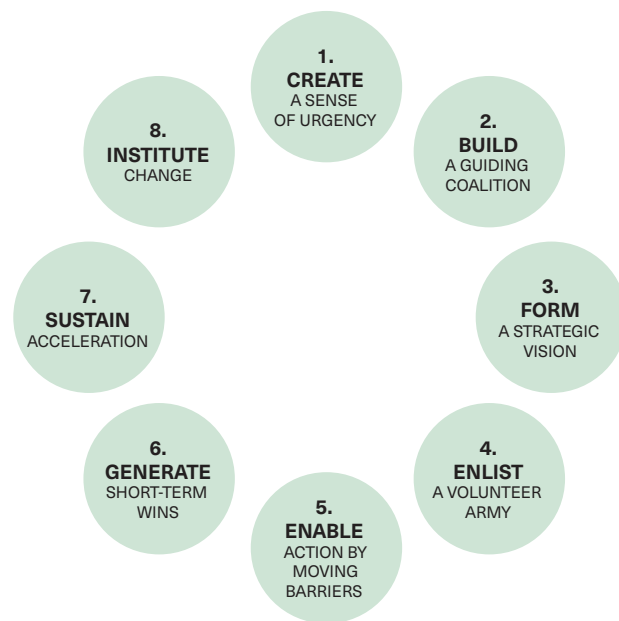 1.
CREATE
A SENSE
OF URGENCY
2.
BUILD
A GUIDING
COALITION
3.
FORM
A STRATEGIC
VISION
4.
ENLIST
A VOLUNTEER
ARMY
5.
ENABLE
ACTION BY
MOVING
BARRIERS
6.
GENERATE
SHORT-TERM
WINS
7.
SUSTAIN
ACCELERATION
8.
INSTITUTE
CHANGE